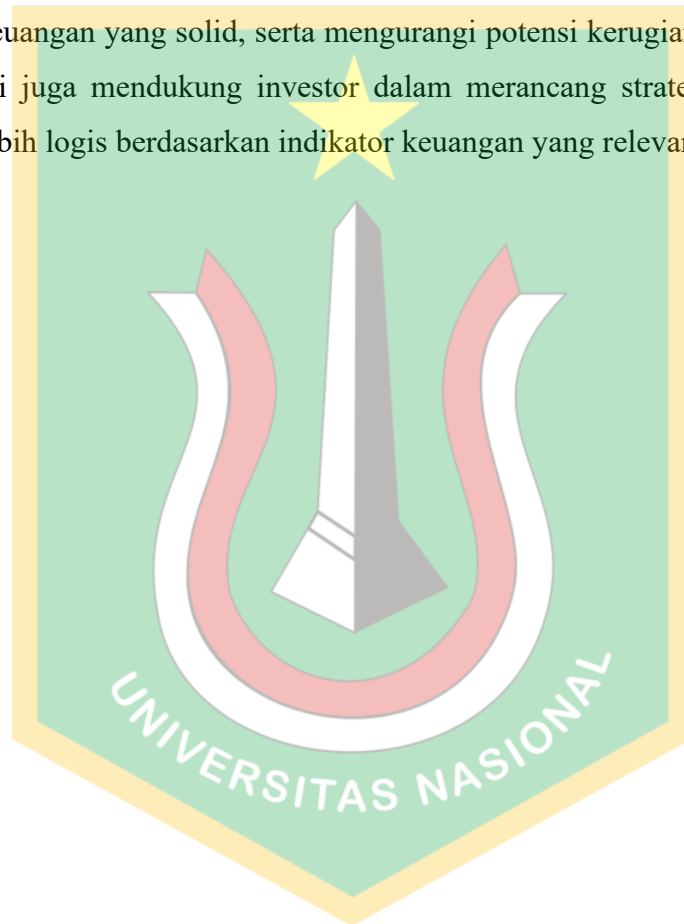 euangan yang solid, serta mengurangi potensi kerugian
i juga mendukung investor dalam merancang strate
bih logis berdasarkan indikator keuangan yang relevan
UNIVERSITAS NASIONAL